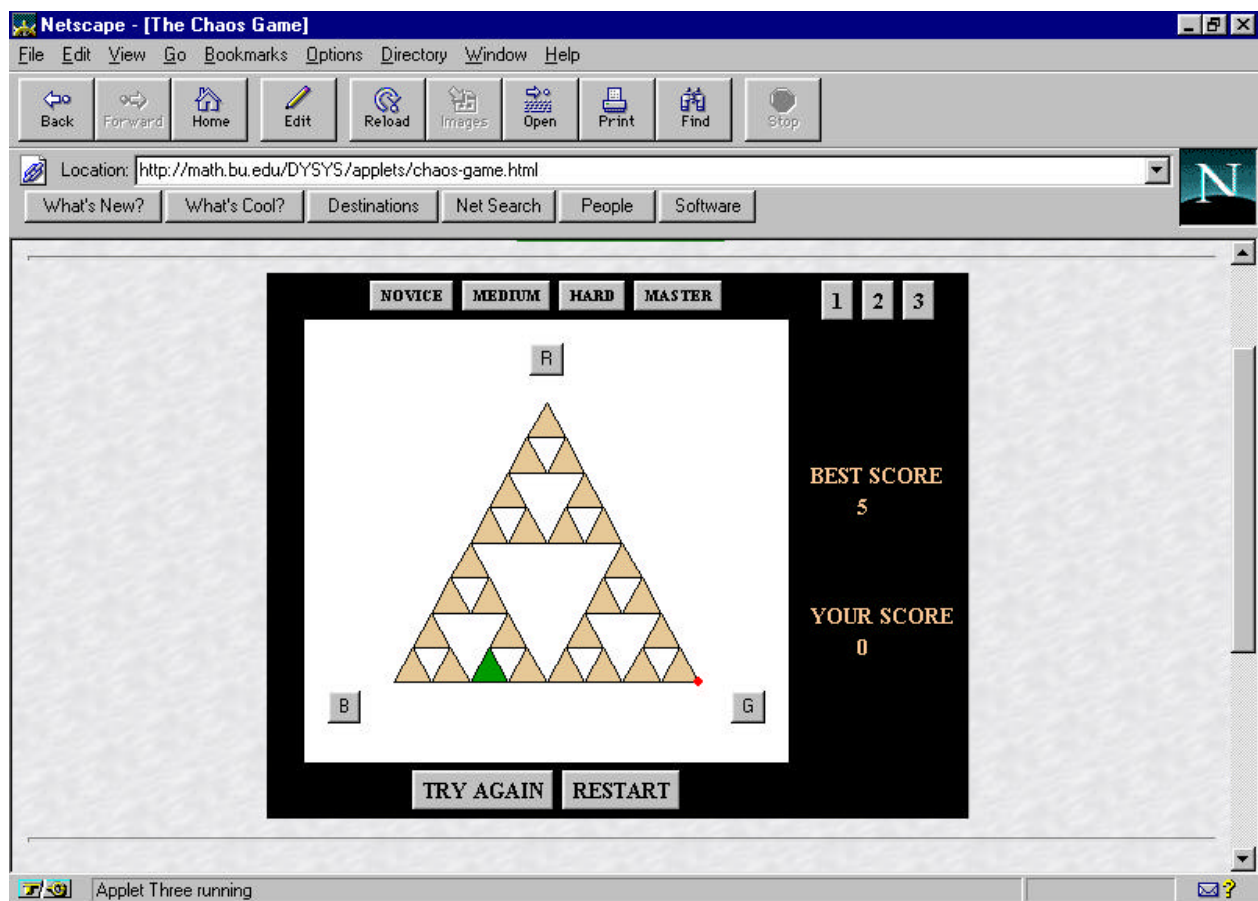 Netscape - [The Chaos Game]
File Edit View Go Bookmarks Options Directory Window Help
Back Forward Home Edit Reload Images Open Print Find Stop
Location: http://math.bu.edu/DYSYS/applets/chaos-game.html
N
What's New? What's Cool? Destinations Net Search People Software
NOVICE MEDIUM HARD MASTER 1 2 3
R
BEST SCORE
5
YOUR SCORE
0
B G
TRY AGAIN RESTART
Applet Three running